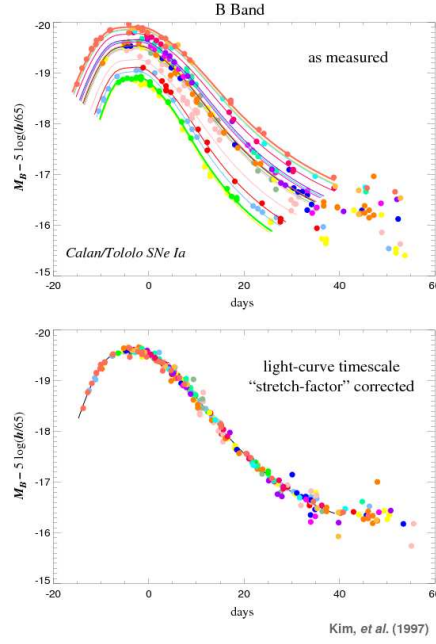 B Band
as measured
-20
-19
-18
-17
-16
-15
M_B – 5 log(h/65)
Calan/Tololo SNe Ia
-20 0 20 40 60
days
light-curve timescale
“stretch-factor” corrected
-20
-19
-18
-17
-16
-15
M_B – 5 log(h/65)
-20 0 20 40 60
days
Kim, et al. (1997)